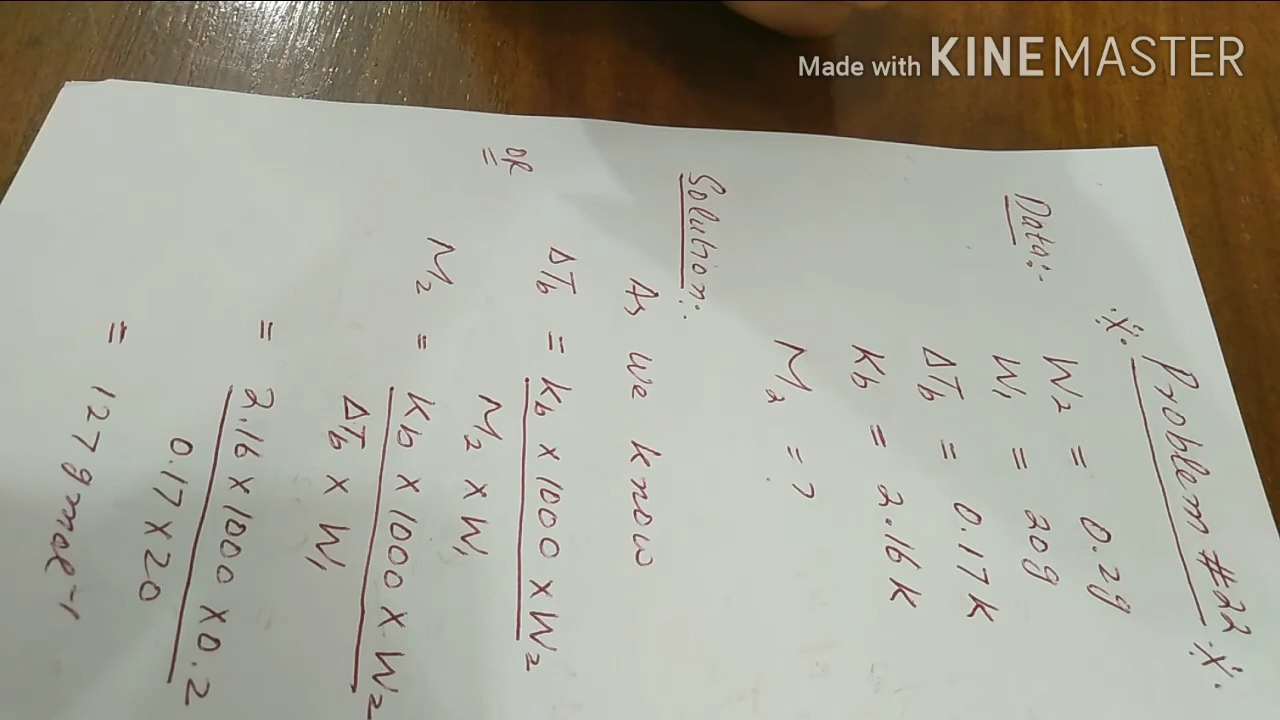 Made with KINEMASTER
Problem #22
Data:-
W₂ = 0.2g
W₁ = 20g
ΔTb = 0.17K
Kb = 2.16K
M₂ = ?
Solution:-
As We know
ΔTb = Kb × 1000 × W₂
M₂ × W₁
OR
M₂ = Kb × 1000 × W₂
ΔTb × W₁
= 2.16 × 1000 × 0.2
0.17 × 20
= 127 g mol⁻¹